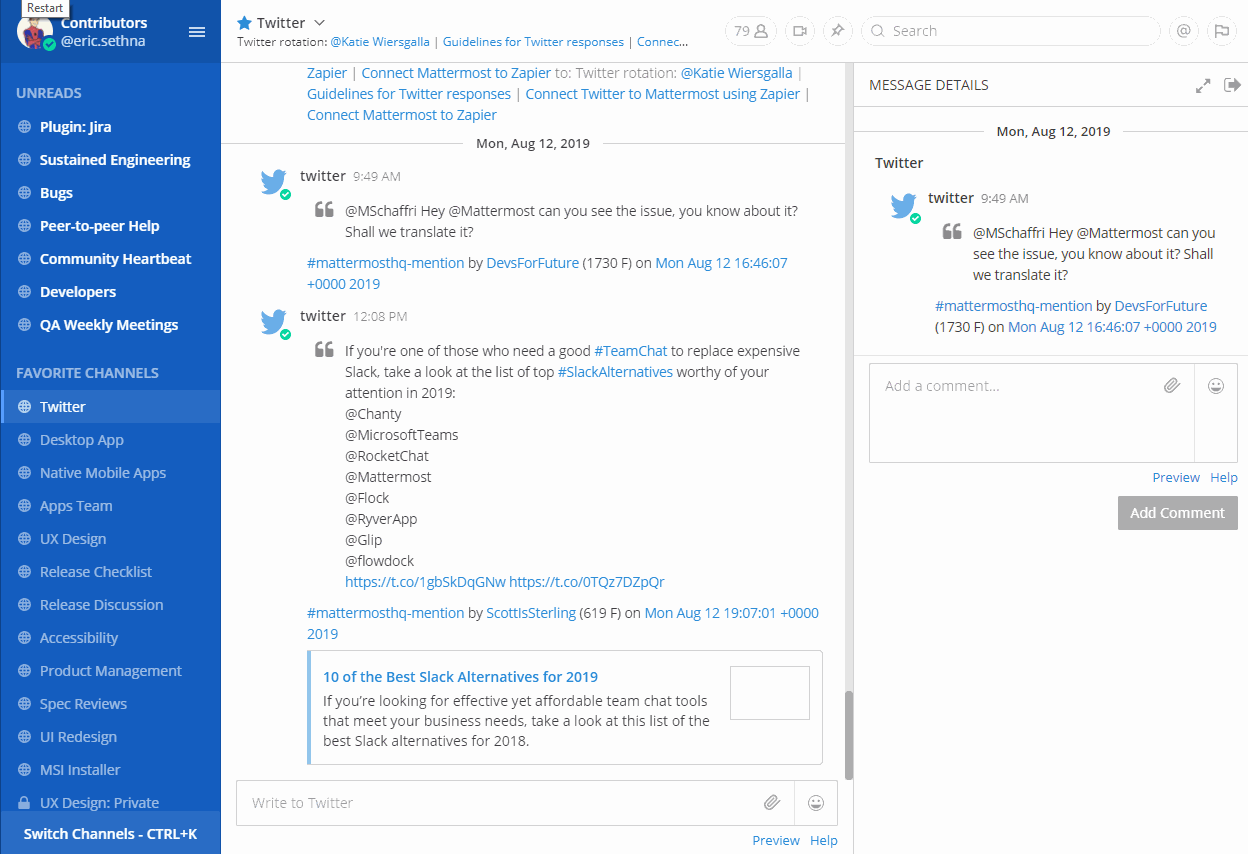 Restart
Contributors
@eric.sethna
UNREADS
Plugin: Jira
Sustained Engineering
Bugs
Peer-to-peer Help
Community Heartbeat
Developers
QA Weekly Meetings
FAVORITE CHANNELS
Twitter
Desktop App
Native Mobile Apps
Apps Team
UX Design
Release Checklist
Release Discussion
Accessibility
Product Management
Spec Reviews
UI Redesign
MSI Installer
UX Design: Private
Switch Channels - CTRL+K
Twitter
Twitter rotation: @Katie Wiersgalla | Guidelines for Twitter responses | Connec...
79
Search
@
Zapier | Connect Mattermost to Zapier to: Twitter rotation: @Katie Wiersgalla |
Guidelines for Twitter responses | Connect Twitter to Mattermost using Zapier |
Connect Mattermost to Zapier
Mon, Aug 12, 2019
twitter 9:49 AM
@MSchaffri Hey @Mattermost can you see the issue, you know about it?
Shall we translate it?
#mattermosthq-mention by DevsForFuture (1730 F) on Mon Aug 12 16:46:07
+0000 2019
twitter 12:08 PM
If you're one of those who need a good #TeamChat to replace expensive
Slack, take a look at the list of top #SlackAlternatives worthy of your
attention in 2019:
@Chanty
@MicrosoftTeams
@RocketChat
@Mattermost
@Flock
@RyverApp
@Glip
@flowdock
https://t.co/1gbSkDqGNw https://t.co/0TQz7DZpQr
#mattermosthq-mention by ScottIsSterling (619 F) on Mon Aug 12 19:07:01 +0000
2019
10 of the Best Slack Alternatives for 2019
If you’re looking for effective yet affordable team chat tools
that meet your business needs, take a look at this list of the
best Slack alternatives for 2018.
Write to Twitter
Preview Help
MESSAGE DETAILS
Mon, Aug 12, 2019
Twitter
twitter 9:49 AM
@MSchaffri Hey @Mattermost can you
see the issue, you know about it? Shall
we translate it?
#mattermosthq-mention by DevsForFuture
(1730 F) on Mon Aug 12 16:46:07 +0000 2019
Add a comment...
Preview Help
Add Comment